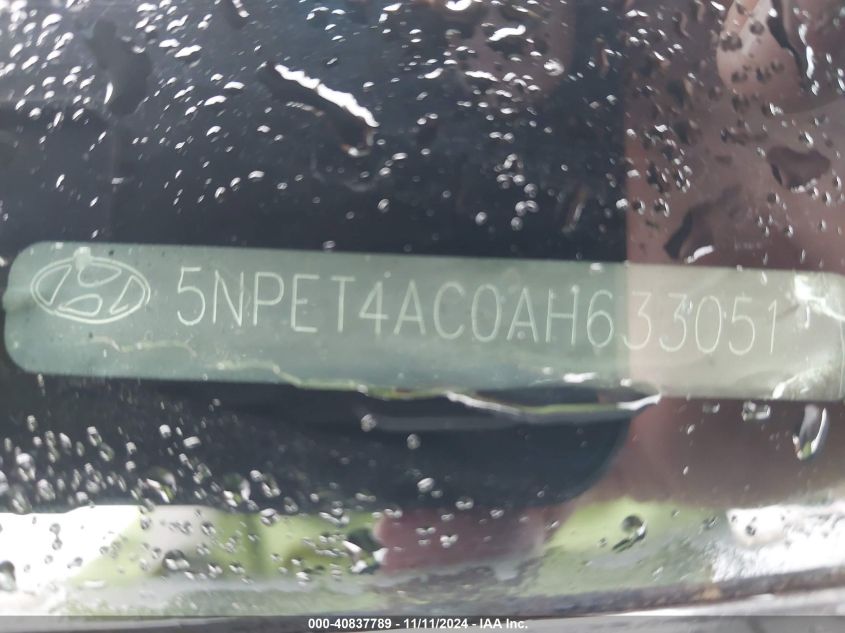 5NPET4AC0AH633051
000-40837789 - 11/11/2024 - IAA Inc.